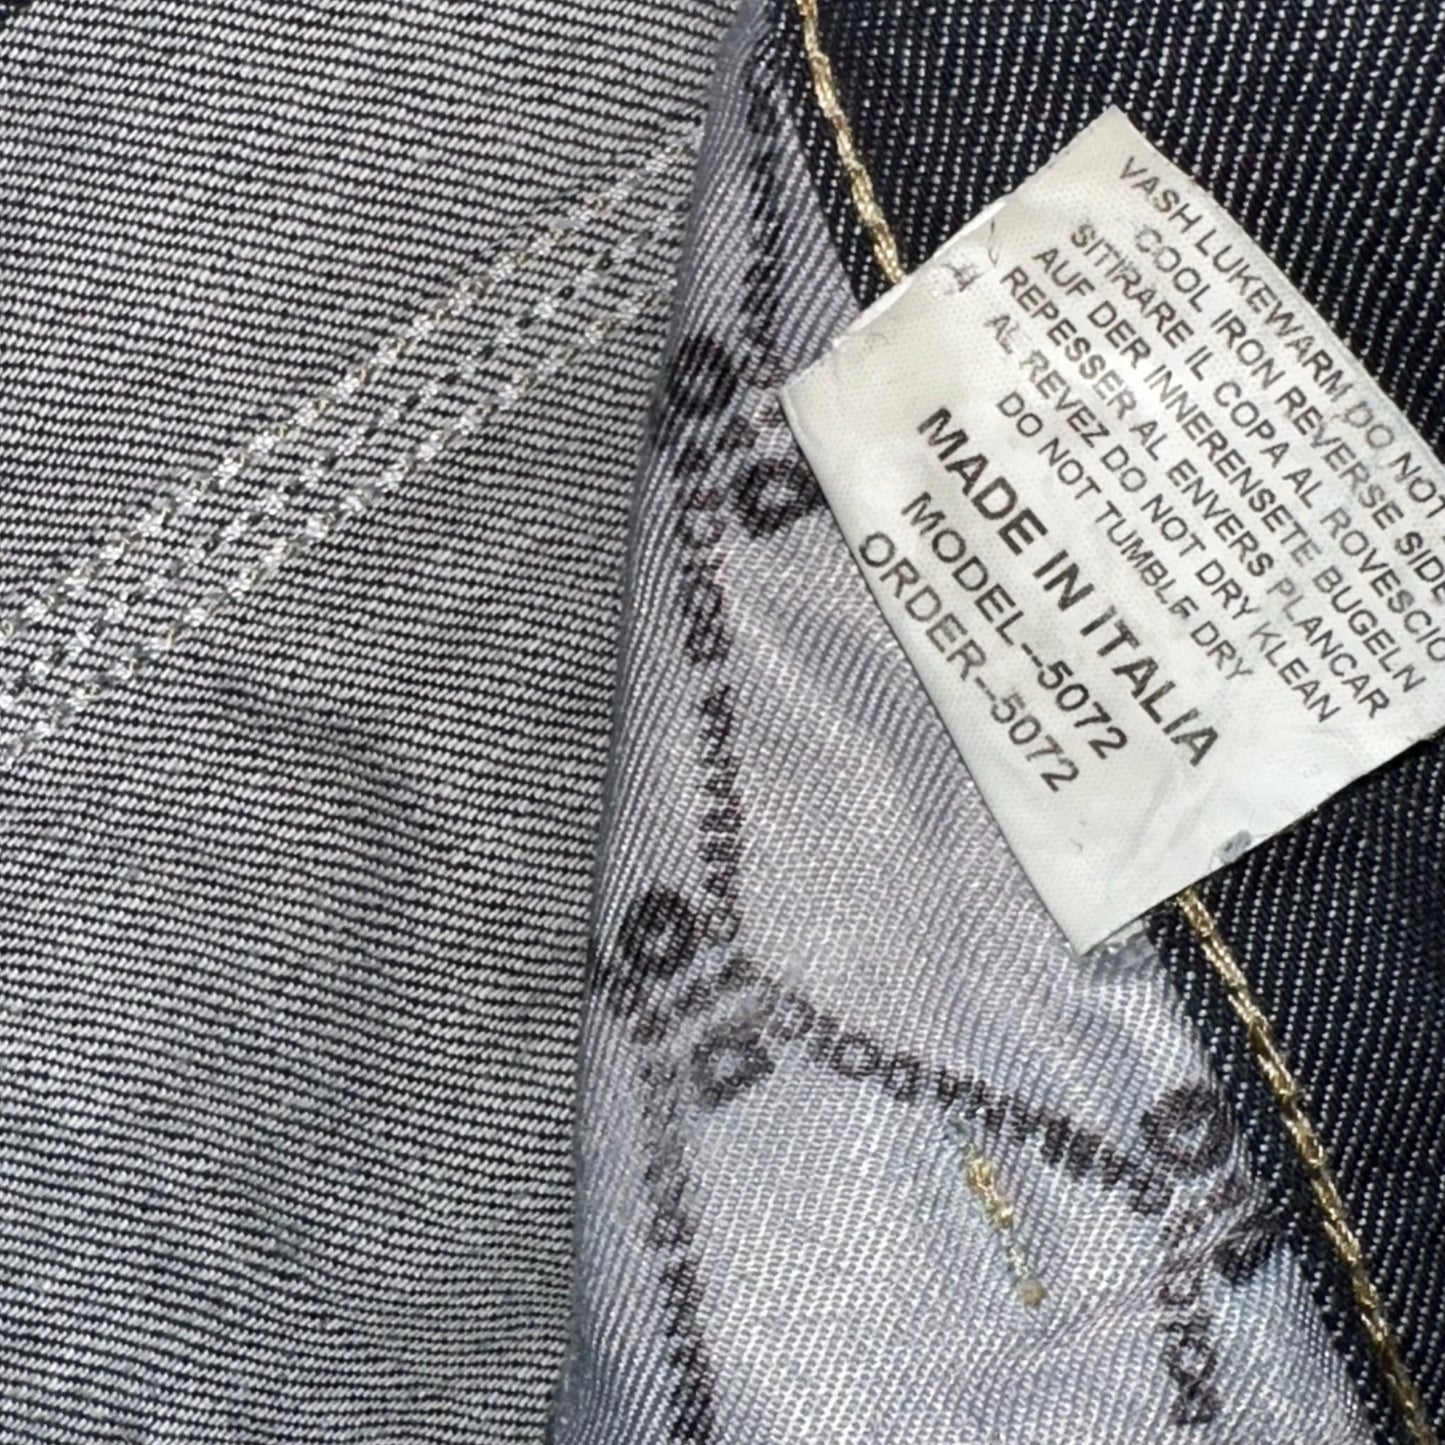 VASH LUKEWARM DO NOT
COOL IRON REVERSE SIDE
SITIRARE IL COPA AL ROVESCIO
AUF DER INNERENSETE BUGELN
REPESSER AL ENVERS PLANCAR
AL REVEZ DO NOT DRY KLEAN
DO NOT TUMBLE DRY
MADE IN ITALIA
MODEL--5072
ORDER--5072